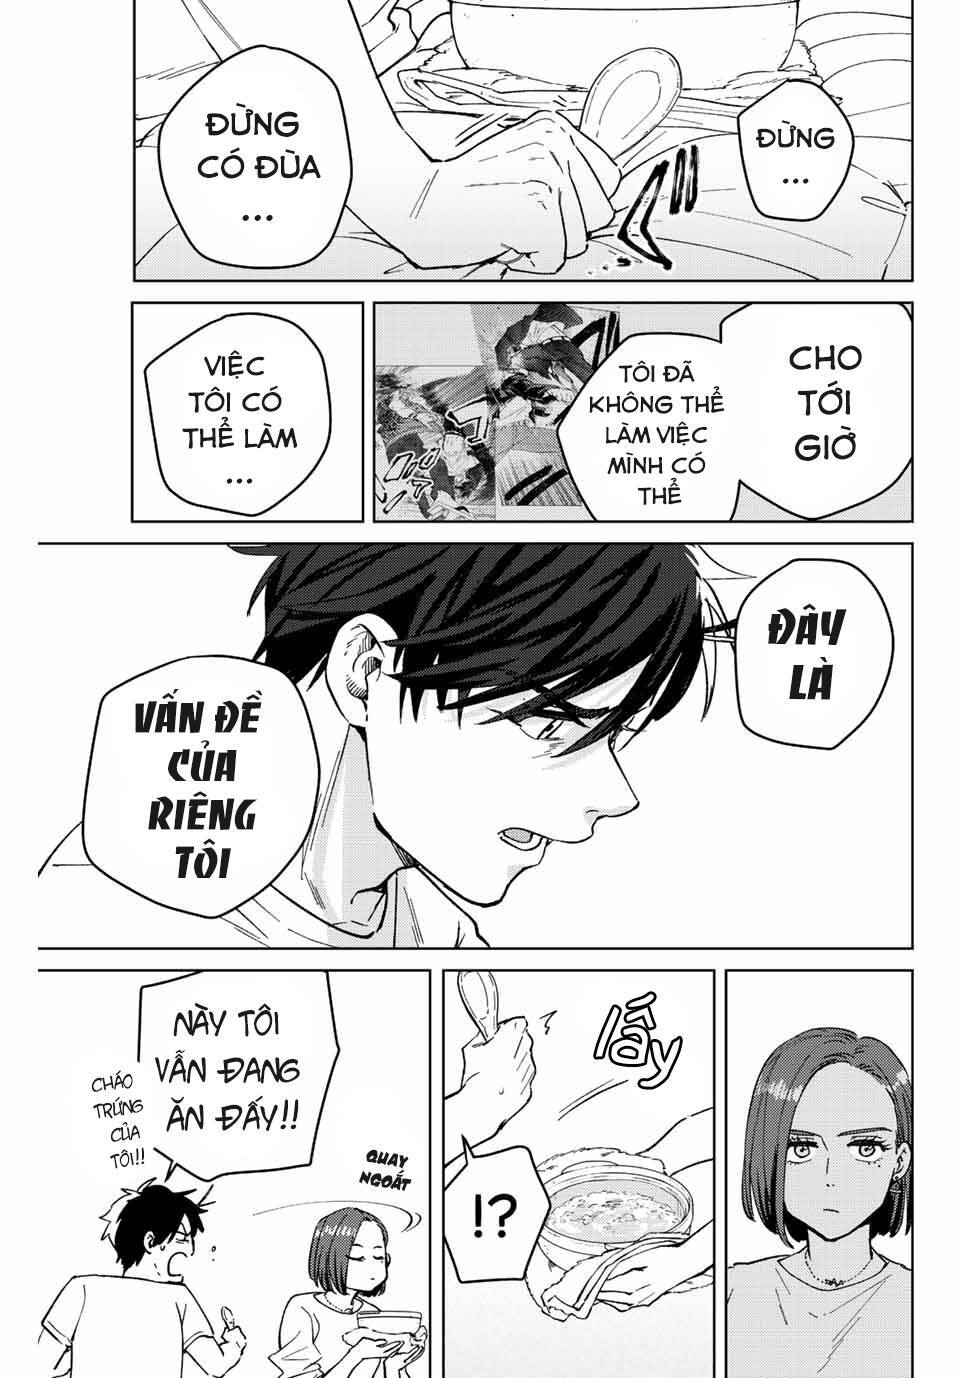 ĐỪNG
...
ĐỪNG
CÓ ĐÙA
...
CHO
TỚI
GIỜ
TÔI ĐÃ
KHÔNG THỂ
LÀM VIỆC
MÌNH CÓ
THỂ
VIỆC
TÔI CÓ
THỂ LÀM
...
ĐÂY
LÀ
VẤN ĐỀ
CỦA
RIÊNG
TÔI
lấy
!?
NÀY TÔI
VẪN ĐANG
ĂN ĐẤY!!
CHÁO
TRỨNG
CỦA
TÔI!!
QUAY
NGOẮT